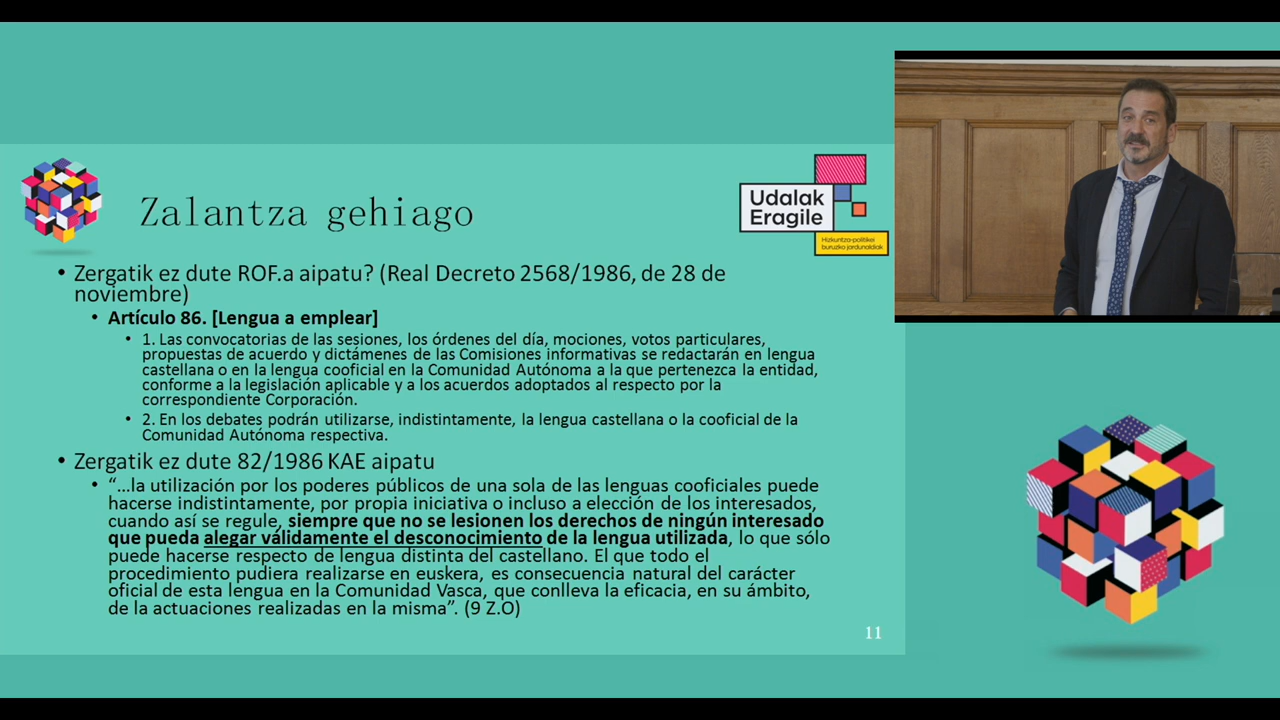 Zalantza gehiago
Udalak
Eragile
Hizkuntza-politikei
buruzko jardunaldiak
• Zergatik ez dute ROF.a aipatu? (Real Decreto 2568/1986, de 28 de
noviembre)
• Artículo 86. [Lengua a emplear]
• 1. Las convocatorias de las sesiones, los órdenes del día, mociones, votos particulares,
propuestas de acuerdo y dictámenes de las Comisiones informativas se redactarán en lengua
castellana o en la lengua cooficial en la Comunidad Autónoma a la que pertenezca la entidad,
conforme a la legislación aplicable y a los acuerdos adoptados al respecto por la
correspondiente Corporación.
• 2. En los debates podrán utilizarse, indistintamente, la lengua castellana o la cooficial de la
Comunidad Autónoma respectiva.
• Zergatik ez dute 82/1986 KAE aipatu
• “…la utilización por los poderes públicos de una sola de las lenguas cooficiales puede
hacerse indistintamente, por propia iniciativa o incluso a elección de los interesados,
cuando así se regule, siempre que no se lesionen los derechos de ningún interesado
que pueda alegar válidamente el desconocimiento de la lengua utilizada, lo que sólo
puede hacerse respecto de lengua distinta del castellano. El que todo el
procedimiento pudiera realizarse en euskera, es consecuencia natural del carácter
oficial de esta lengua en la Comunidad Vasca, que conlleva la eficacia, en su ámbito,
de la actuaciones realizadas en la misma”. (9 Z.O)
11